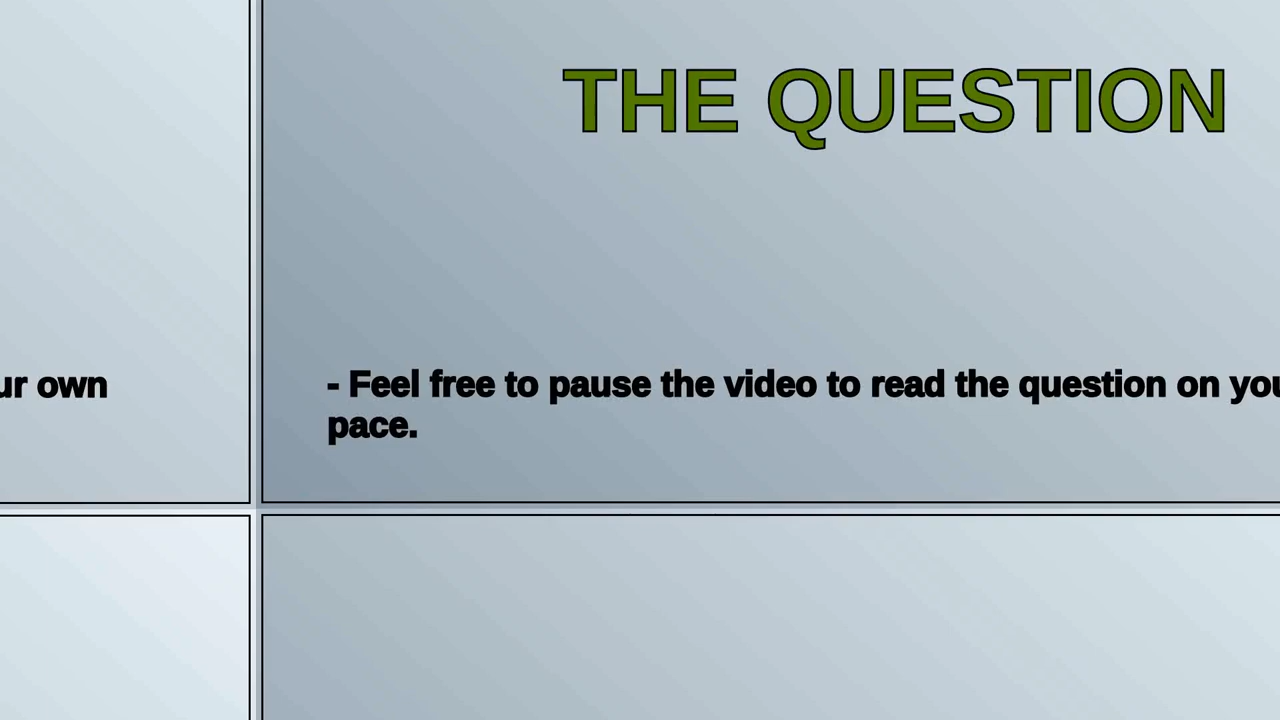 THE QUESTION
ur own
- Feel free to pause the video to read the question on you
pace.